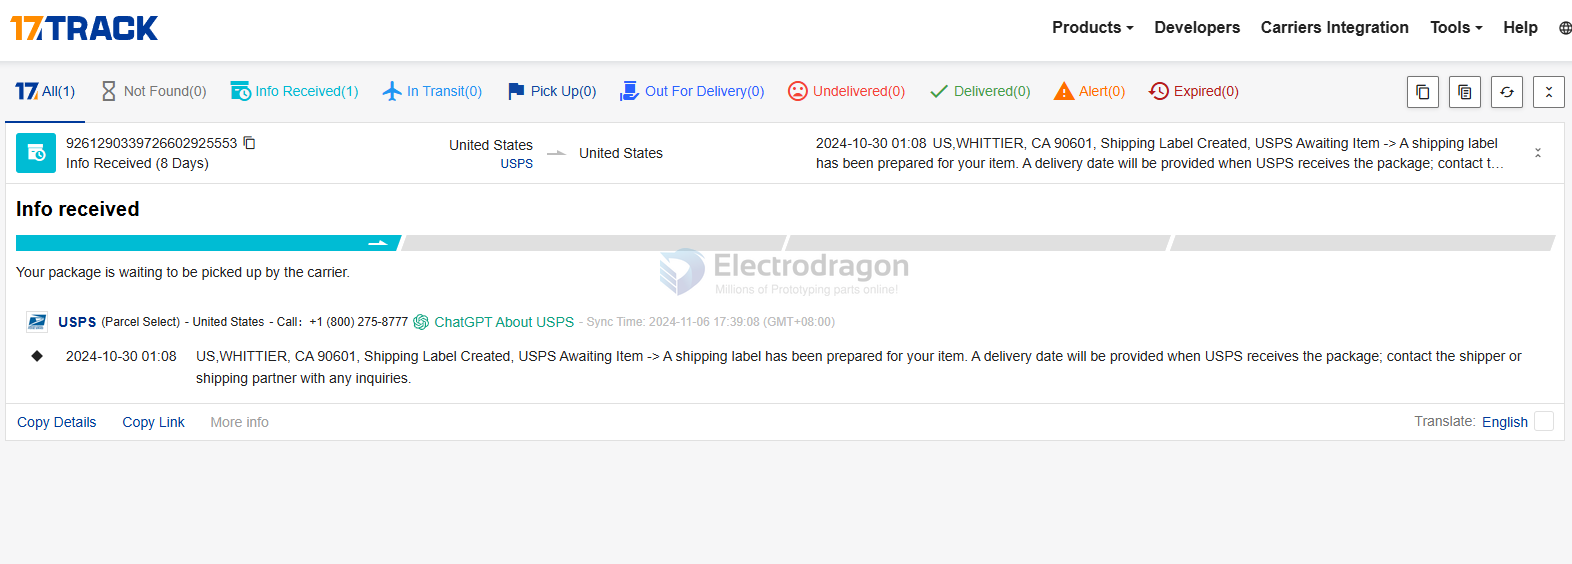 17TRACK
Products Developers Carriers Integration Tools Help
17 All(1) Not Found(0) Info Received(1) In Transit(0) Pick Up(0) Out For Delivery(0) Undelivered(0) Delivered(0) Alert(0) Expired(0)
9261290339726602925553
Info Received (8 Days)
United States
USPS
United States
2024-10-30 01:08 US,WHITTIER, CA 90601, Shipping Label Created, USPS Awaiting Item -> A shipping label
has been prepared for your item. A delivery date will be provided when USPS receives the package; contact t…
Info received
Your package is waiting to be picked up by the carrier.
Electrodragon
Millions of Prototyping parts online!
USPS (Parcel Select) - United States - Call: +1 (800) 275-8777 ChatGPT About USPS - Sync Time: 2024-11-06 17:39:08 (GMT+08:00)
2024-10-30 01:08 US,WHITTIER, CA 90601, Shipping Label Created, USPS Awaiting Item -> A shipping label has been prepared for your item. A delivery date will be provided when USPS receives the package; contact the shipper or
shipping partner with any inquiries.
Copy Details Copy Link More info Translate: English